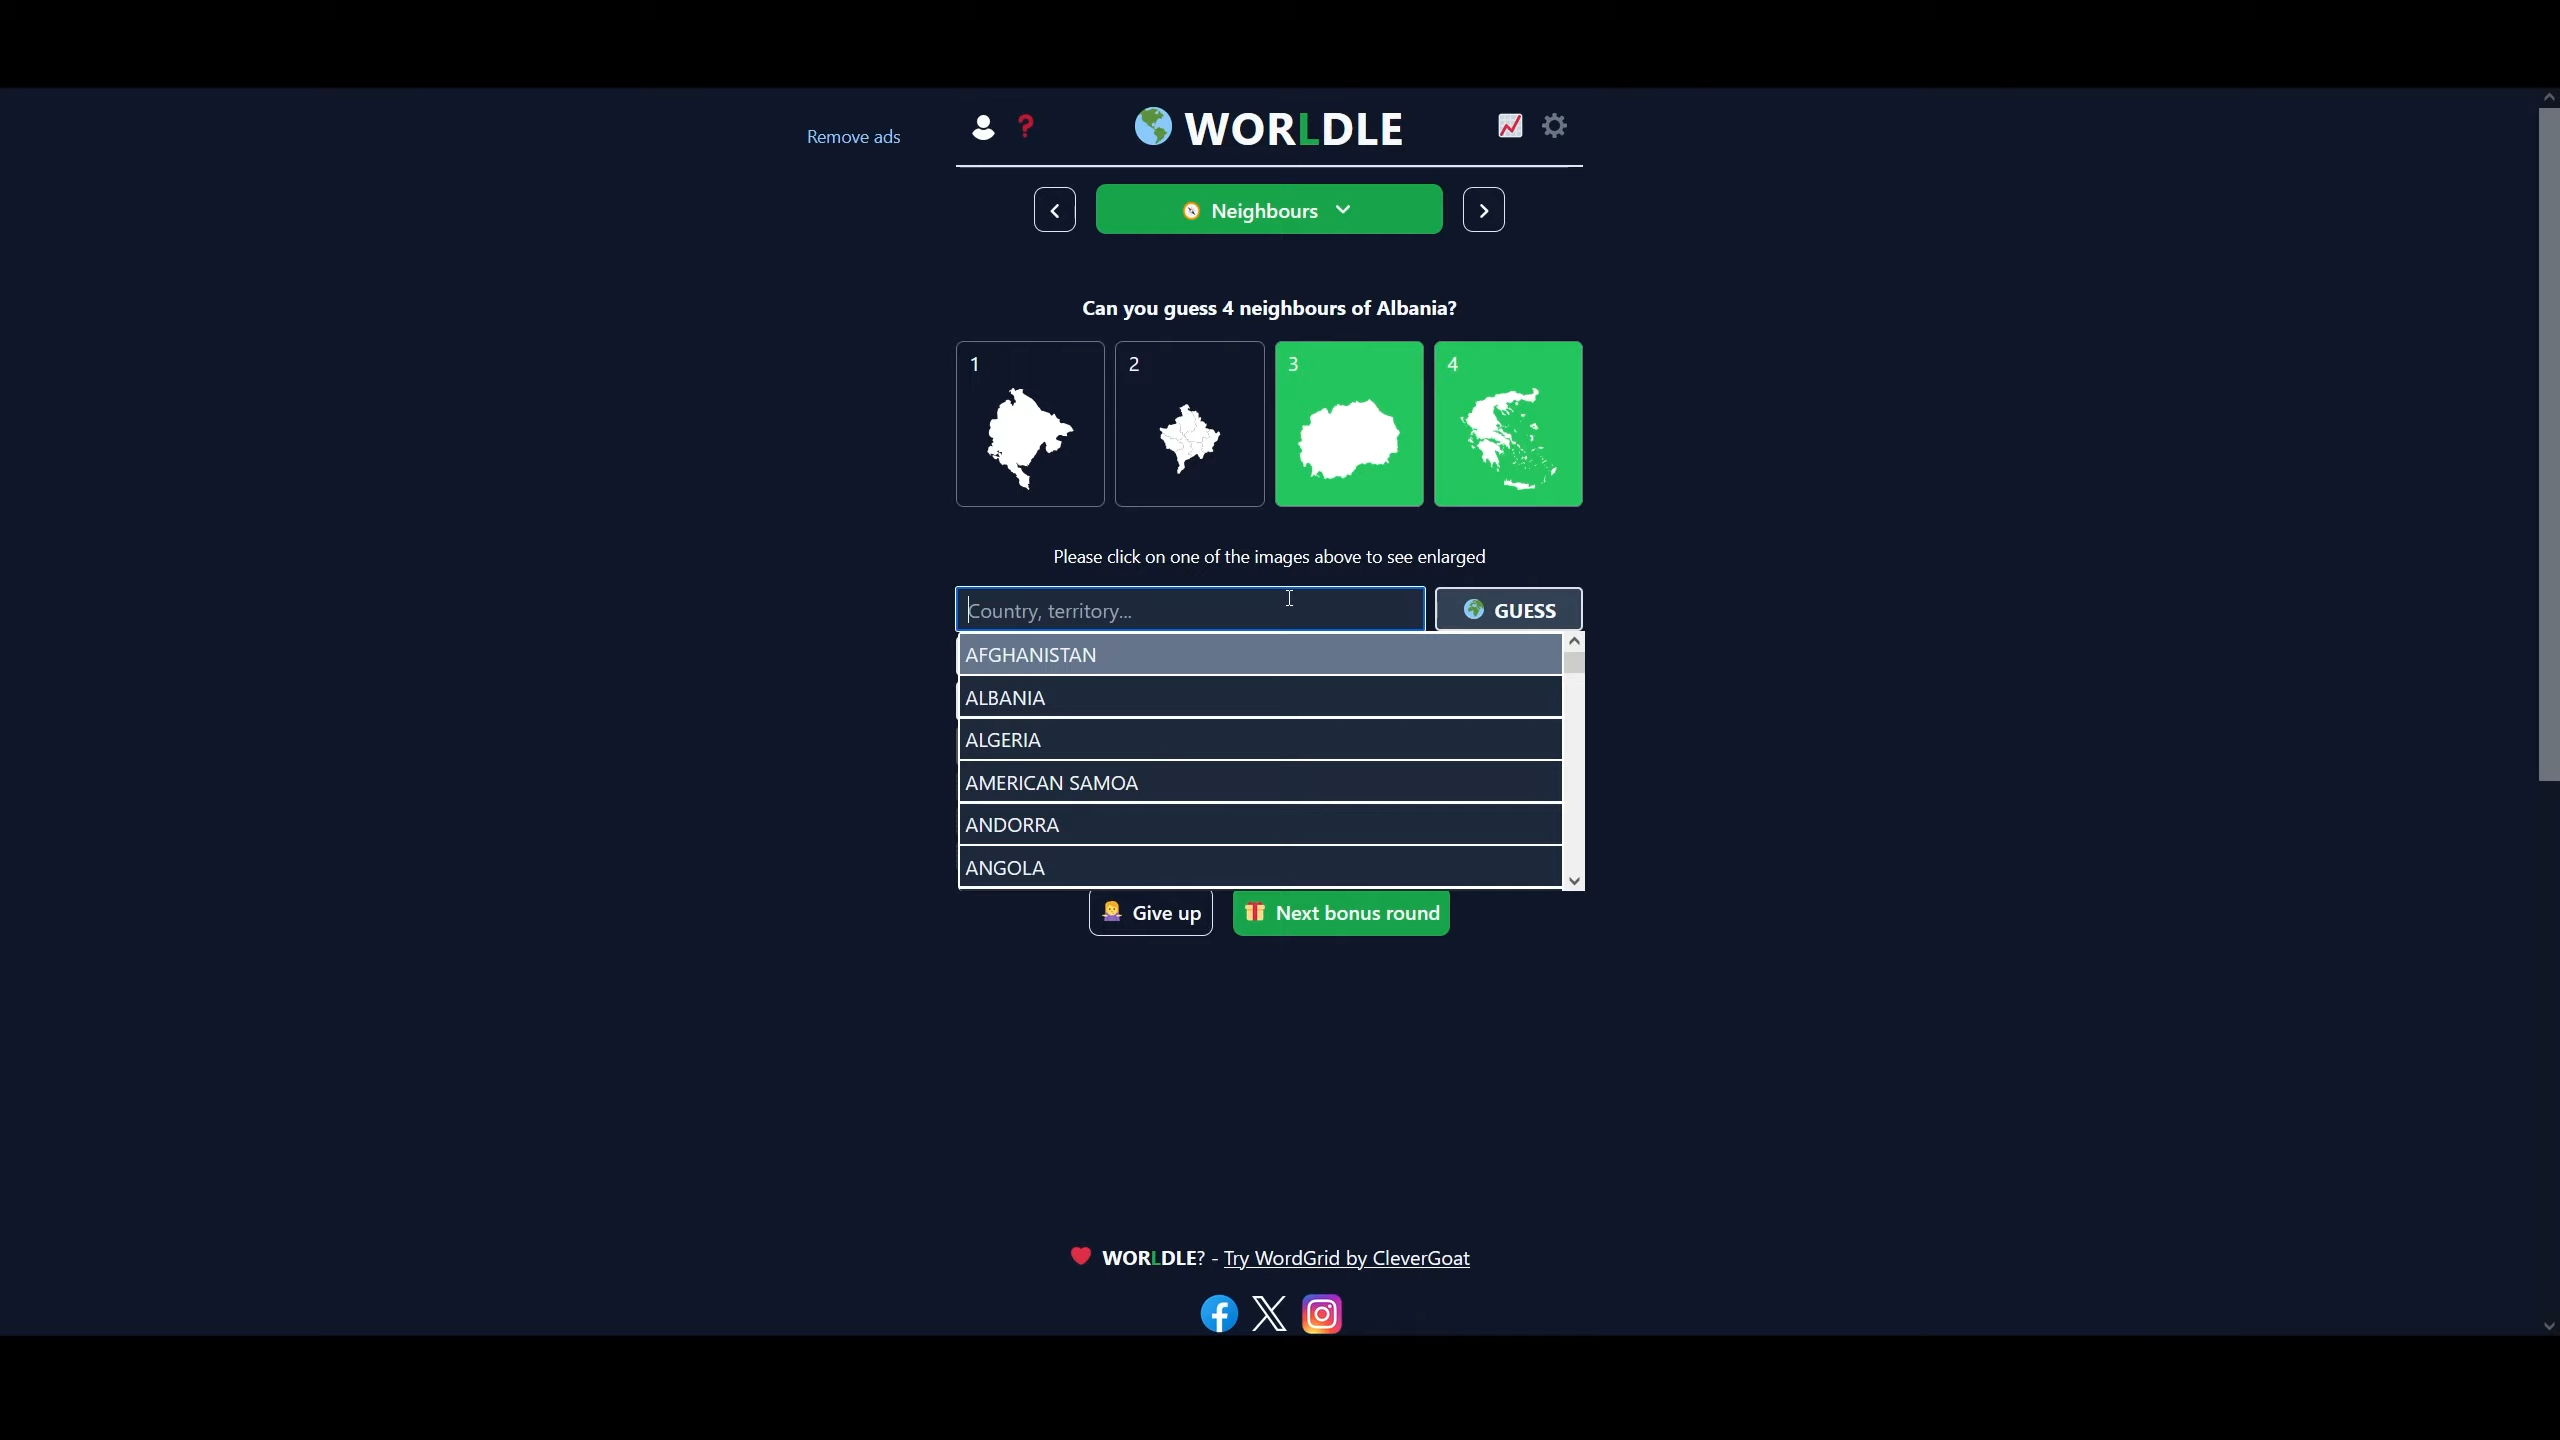 Remove ads
?
WORLDLE
Neighbours
Can you guess 4 neighbours of Albania?
1
2
3
4
Please click on one of the images above to see enlarged
Country, territory...
GUESS
AFGHANISTAN
ALBANIA
ALGERIA
AMERICAN SAMOA
ANDORRA
ANGOLA
Give up
Next bonus round
WORLDLE? - Try WordGrid by CleverGoat